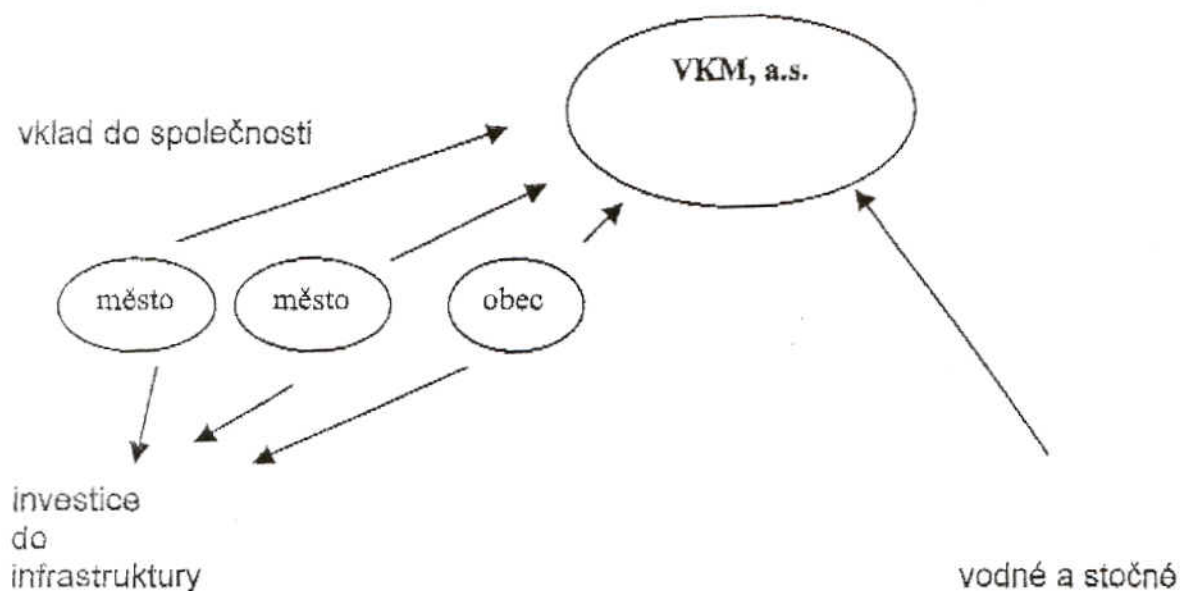 VKM, a.s.
vklad do společnosti
město
město
obec
investice
do
infrastruktury
vodné a stočné